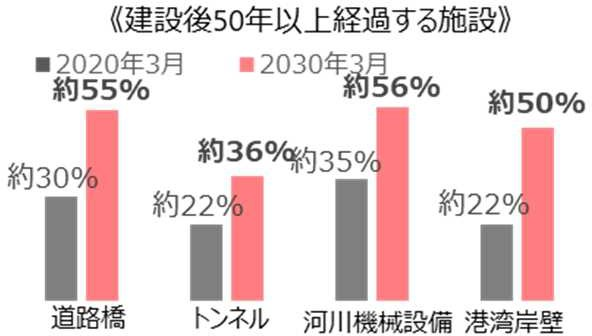 《建設後50年以上経過する施設》
■2020年3月 ■2030年3月
約55% 約56%
約50%
約36%
約35%
約30%
約22% 約22%
道路橋 トンネル 河川機械設備 港湾岸壁